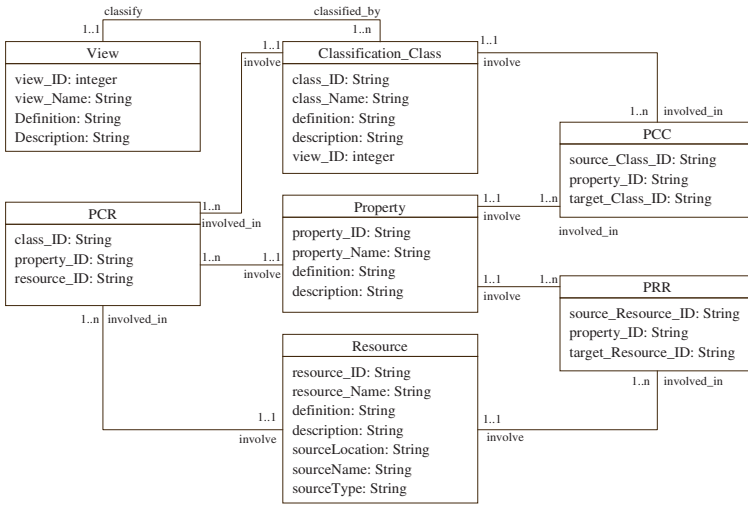 classify
classified_by
1..1
1..n
View
view_ID: integer
view_Name: String
Definition: String
Description: String
1..1
involve
Classification_Class
class_ID: String
class_Name: String
definition: String
description: String
view_ID: integer
1..1
involve
1..n
involved_in
PCC
source_Class_ID: String
property_ID: String
target_Class_ID: String
1..n
involved_in
PCR
class_ID: String
property_ID: String
resource_ID: String
1..n
1..1
involve
Property
property_ID: String
property_Name: String
definition: String
description: String
1..1
involve
1..n
involved_in
1..1
involve
1..n
PRR
source_Resource_ID: String
property_ID: String
target_Resource_ID: String
1..n
involved_in
1..n
involved_in
Resource
resource_ID: String
resource_Name: String
definition: String
description: String
sourceLocation: String
sourceName: String
sourceType: String
1..1
involve
1..1
involve